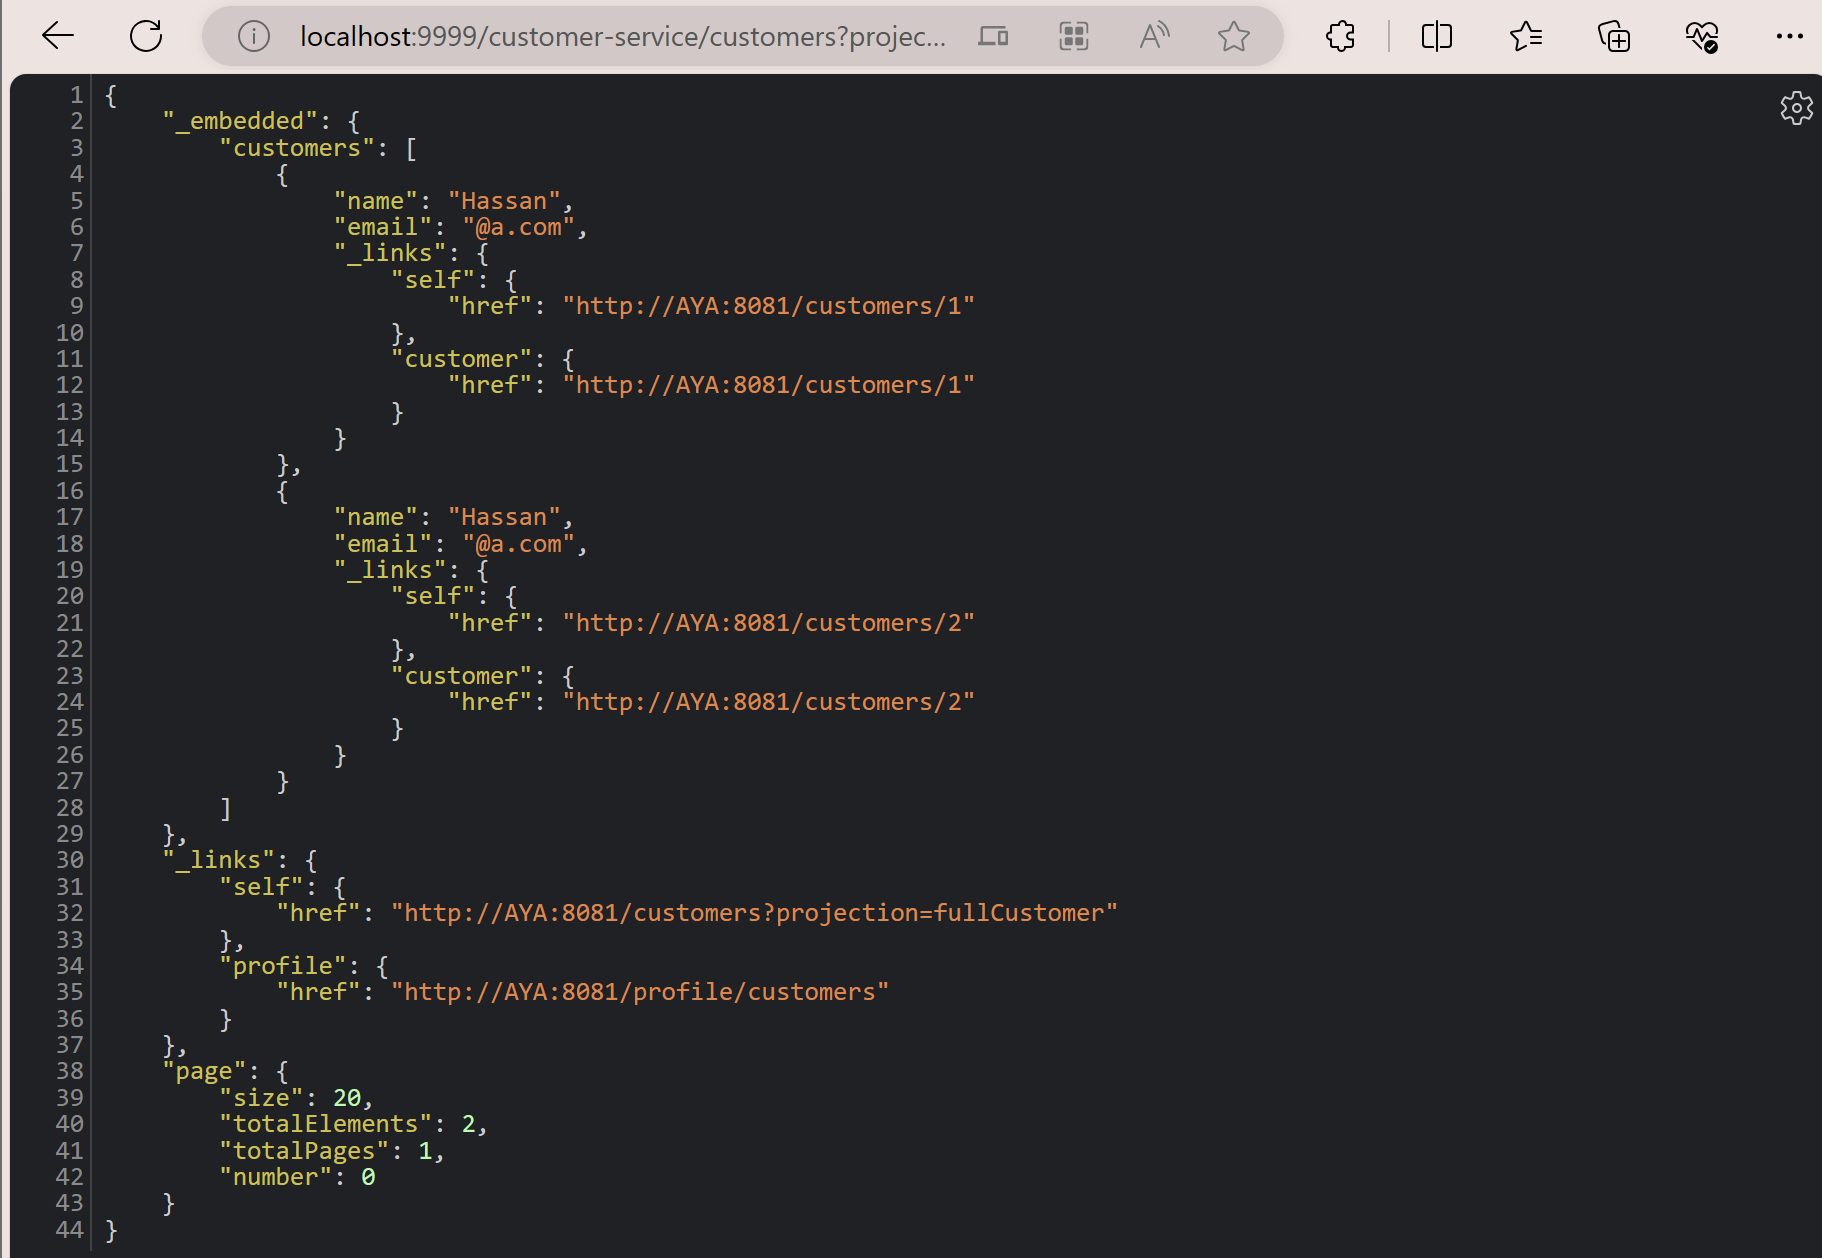 localhost:9999/customer-service/customers?projec...
1 {
2     "_embedded": {
3         "customers": [
4             {
5                 "name": "Hassan",
6                 "email": "@a.com",
7                 "_links": {
8                     "self": {
9                         "href": "http://AYA:8081/customers/1"
10                     },
11                     "customer": {
12                         "href": "http://AYA:8081/customers/1"
13                     }
14                 }
15             },
16             {
17                 "name": "Hassan",
18                 "email": "@a.com",
19                 "_links": {
20                     "self": {
21                         "href": "http://AYA:8081/customers/2"
22                     },
23                     "customer": {
24                         "href": "http://AYA:8081/customers/2"
25                     }
26                 }
27             }
28         ]
29     },
30     "_links": {
31         "self": {
32             "href": "http://AYA:8081/customers?projection=fullCustomer"
33         },
34         "profile": {
35             "href": "http://AYA:8081/profile/customers"
36         }
37     },
38     "page": {
39         "size": 20,
40         "totalElements": 2,
41         "totalPages": 1,
42         "number": 0
43     }
44 }